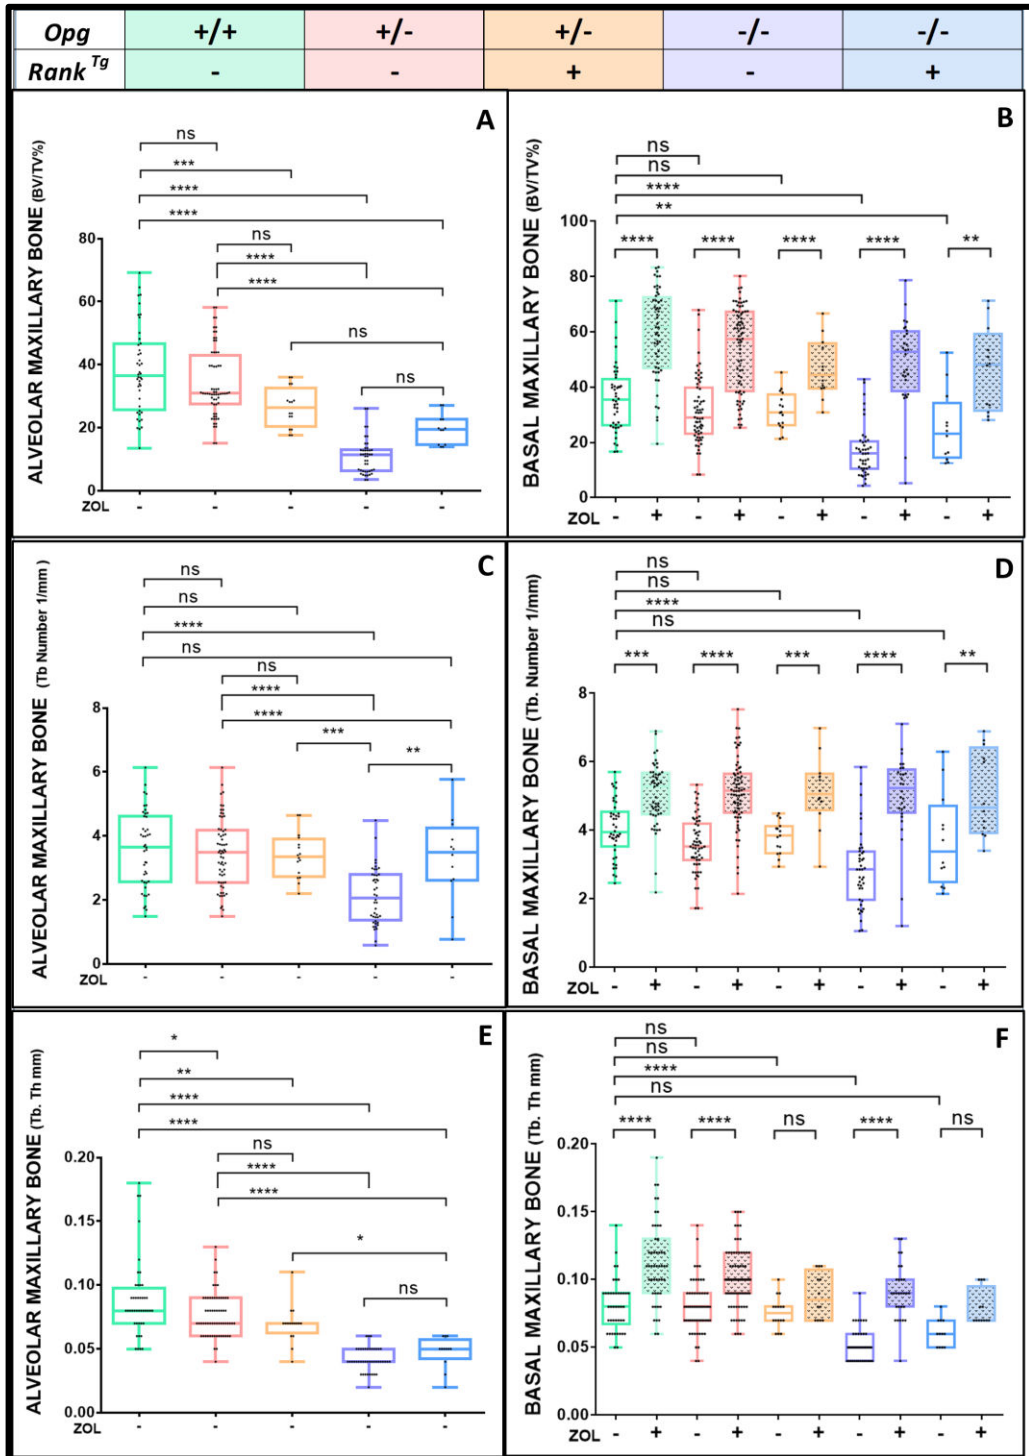 Opg +/+ +/- +/- -/- -/-
Rank Tg - - + - +
A
ALVEOLAR MAXILLARY BONE (BV/TV%)
ns
***
****
****
ns
****
****
ns
ns
80
60
40
20
0
ZOL - - - - -
B
BASAL MAXILLARY BONE (BV/TV%)
ns
ns
****
**
**** **** **** **** **
100
80
60
40
20
0
ZOL - + - + - + - + - +
C
ALVEOLAR MAXILLARY BONE (Tb Number 1/mm )
ns
ns
****
ns
ns
****
****
***
**
8
6
4
2
0
ZOL - - - - -
D
BASAL MAXILLARY BONE (Tb. Number 1/mm)
ns
ns
****
ns
*** **** *** **** **
8
6
4
2
0
ZOL - + - + - + - + - +
E
ALVEOLAR MAXILLARY BONE (Tb. Th mm)
*
**
****
****
ns
****
****
*
ns
0.20
0.15
0.10
0.05
0.00
ZOL - - - - -
F
BASAL MAXILLARY BONE (Tb. Th mm)
ns
ns
****
ns
**** **** ns **** ns
0.20
0.15
0.10
0.05
0.00
ZOL - + - + - + - + - +